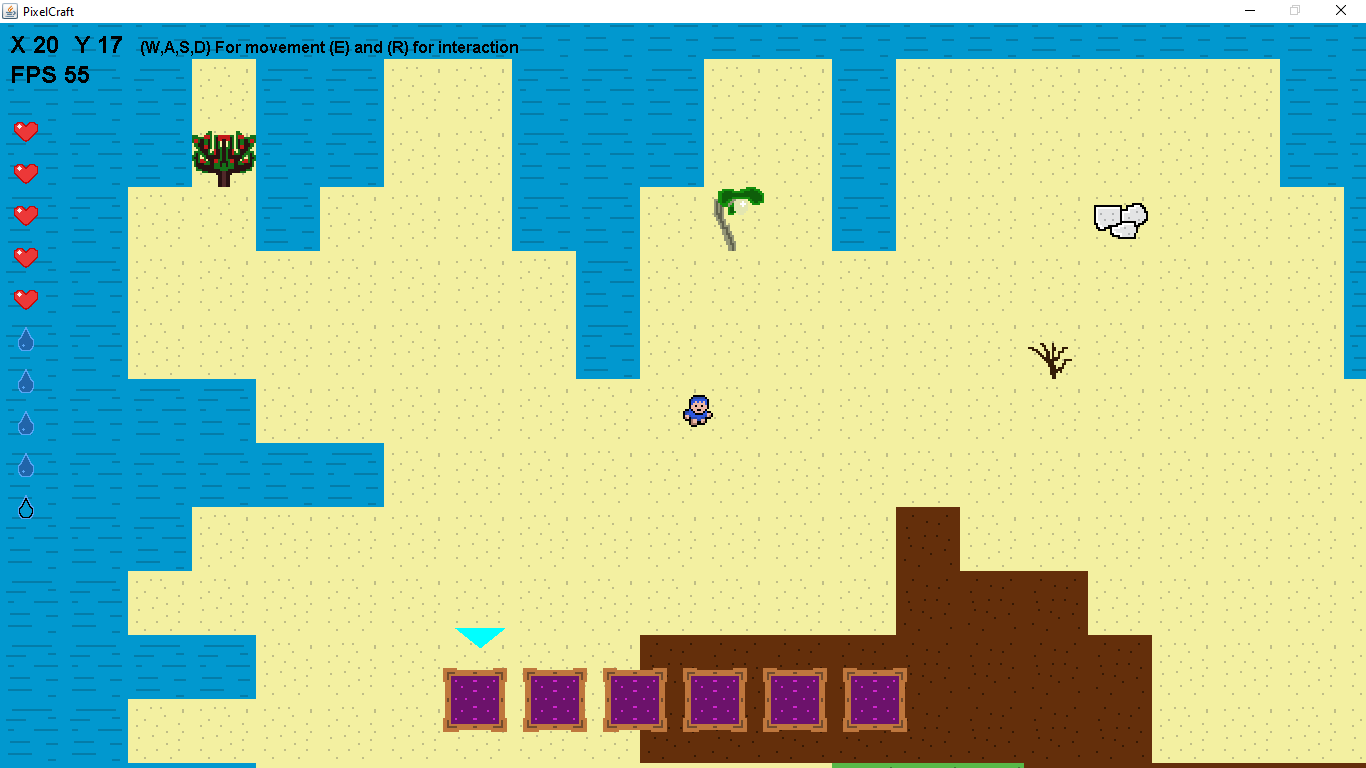 PixelCraft
X 20 Y 17 (W,A,S,D) For movement (E) and (R) for interaction
FPS 55